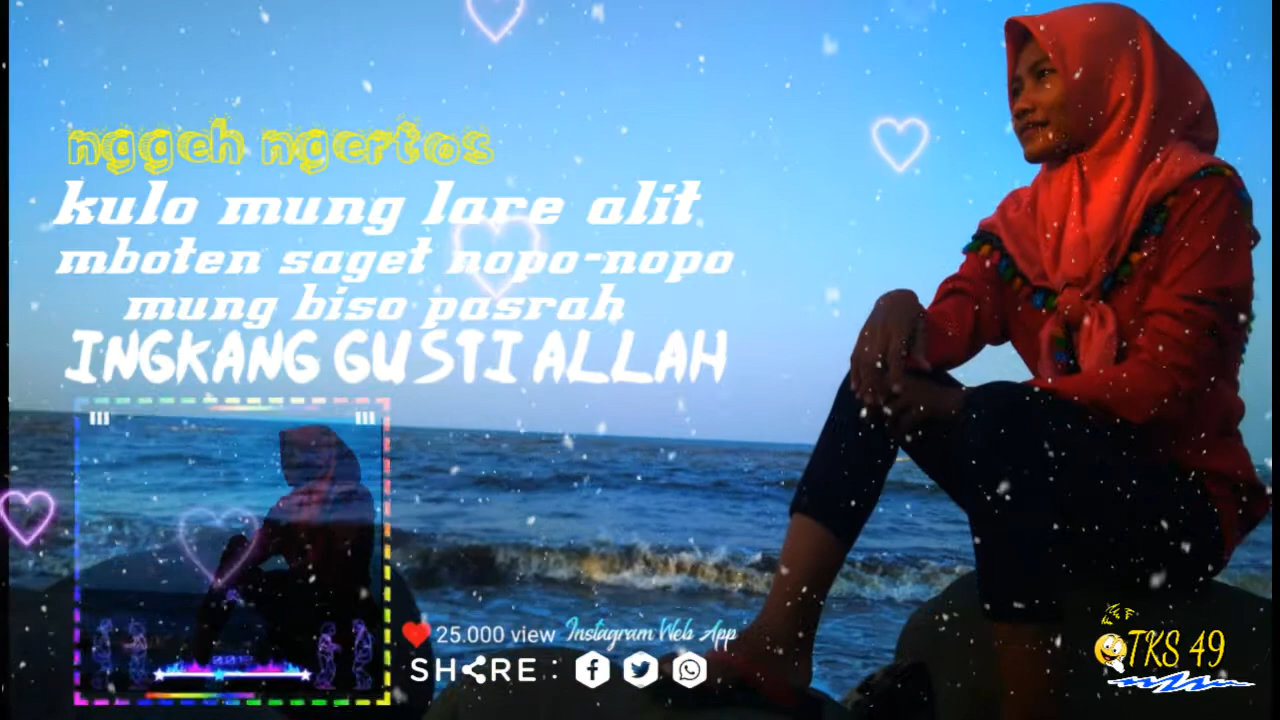 nggeh ngertos
kulo mung lare alit
mboten saget nopo-nopo
mung biso pasrah
INGKANG GUSTI ALLAH
25.000 view Instagram Web App
SHARE :
TKS 49